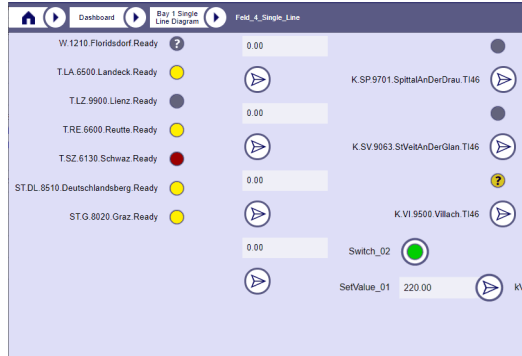 Dashboard
Bay 1 Single
Line Diagram
Feld_4_Single_Line
W.1210.Floridsdorf.Ready ?
0.00
T.LA.6500.Landeck.Ready
K.SP.9701.SpittalAnDerDrau.TI46
T.LZ.9900.Lienz.Ready
0.00
T.RE.6600.Reutte.Ready
K.SV.9063.StVeitAnDerGlan.TI46
T.SZ.6130.Schwaz.Ready
0.00
?
ST.DL.8510.Deutschlandsberg.Ready
ST.G.8020.Graz.Ready
K.VI.9500.Villach.TI46
0.00
Switch_02
SetValue_01 220.00